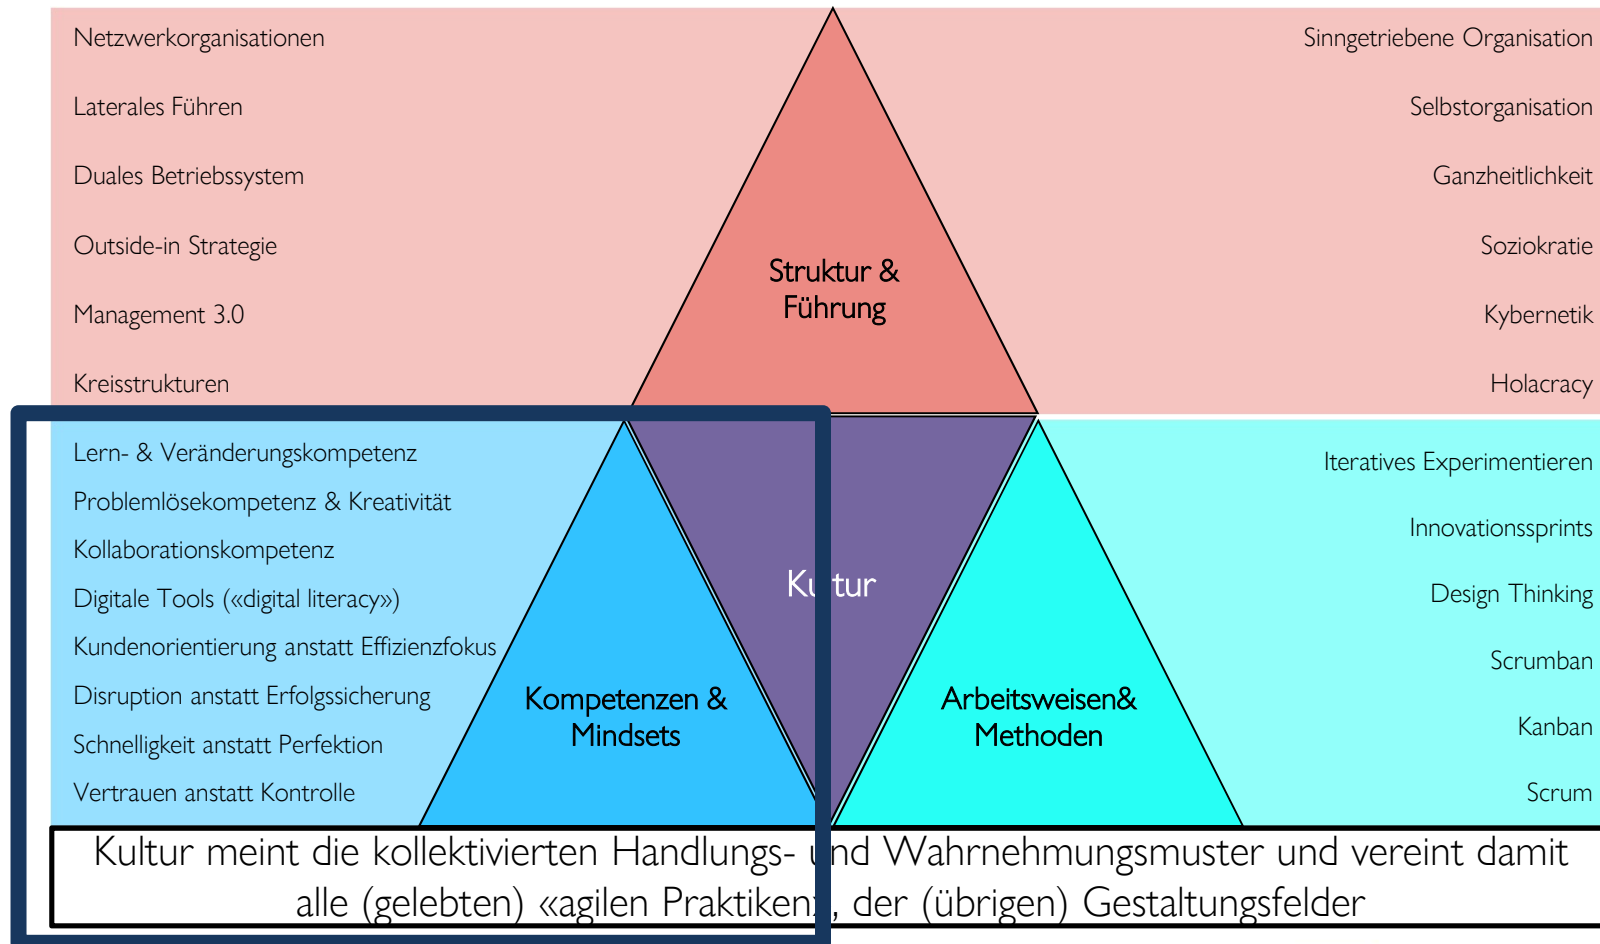 Netzwerkorganisationen
Laterales Führen
Duales Betriebssystem
Outside-in Strategie
Management 3.0
Kreisstrukturen
Sinngetriebene Organisation
Selbstorganisation
Ganzheitlichkeit
Soziokratie
Kybernetik
Holacracy
Struktur &
Führung
Lern- & Veränderungskompetenz
Problemlösekompetenz & Kreativität
Kollaborationskompetenz
Digitale Tools («digital literacy»)
Kundenorientierung anstatt Effizienzfokus
Disruption anstatt Erfolgssicherung
Schnelligkeit anstatt Perfektion
Vertrauen anstatt Kontrolle
Kompetenzen &
Mindsets
Kultur
Arbeitsweisen&
Methoden
Iteratives Experimentieren
Innovationssprints
Design Thinking
Scrumban
Kanban
Scrum
Kultur meint die kollektivierten Handlungs- und Wahrnehmungsmuster und vereint damit
alle (gelebten) «agilen Praktiken», der (übrigen) Gestaltungsfelder